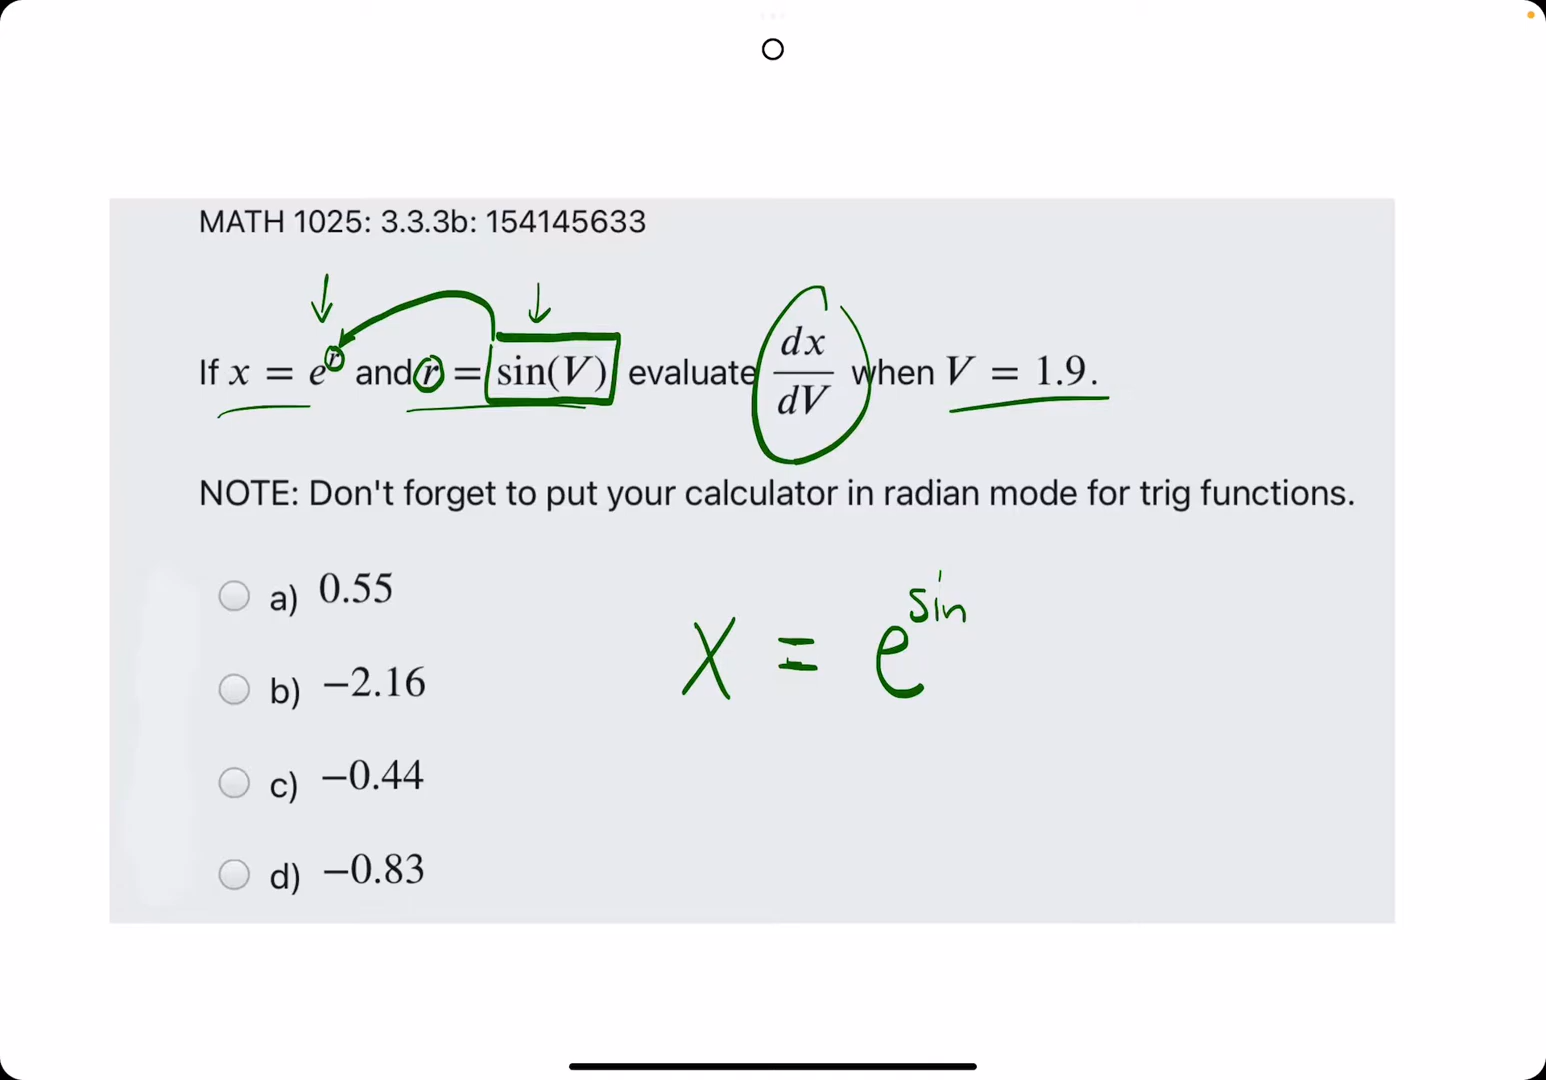 MATH 1025: 3.3.3b: 154145633
If x = e^r and r = sin(V) evaluate dx/dV when V = 1.9.
NOTE: Don't forget to put your calculator in radian mode for trig functions.
a) 0.55
b) −2.16
c) −0.44
d) −0.83
x = e^sin